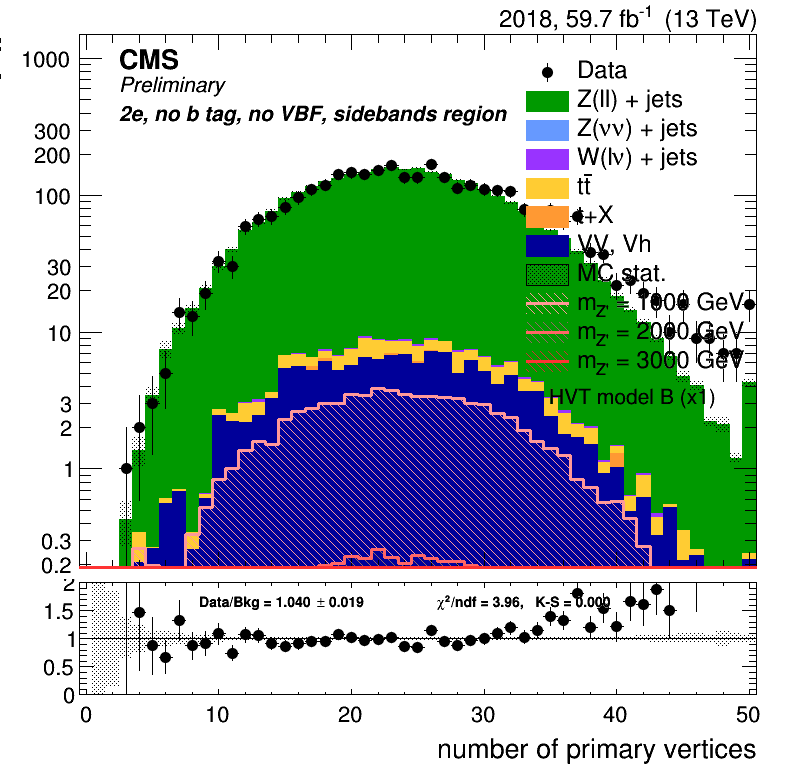 2018, 59.7 fb⁻¹ (13 TeV)
CMS
Preliminary
2e, no b tag, no VBF, sidebands region
Data
Z(ll) + jets
Z(νν) + jets
W(lν) + jets
tt̄
t+X
VV, Vh
MC stat.
m_Z' = 1000 GeV
m_Z' = 2000 GeV
m_Z' = 3000 GeV
HVT model B (x1)
1000
300
200
100
30
20
10
3
2
1
0.3
0.2
Data/Bkg = 1.040 ± 0.019
χ²/ndf = 3.96, K-S = 0.000
2
1.5
1
0.5
0
0 10 20 30 40 50
number of primary vertices